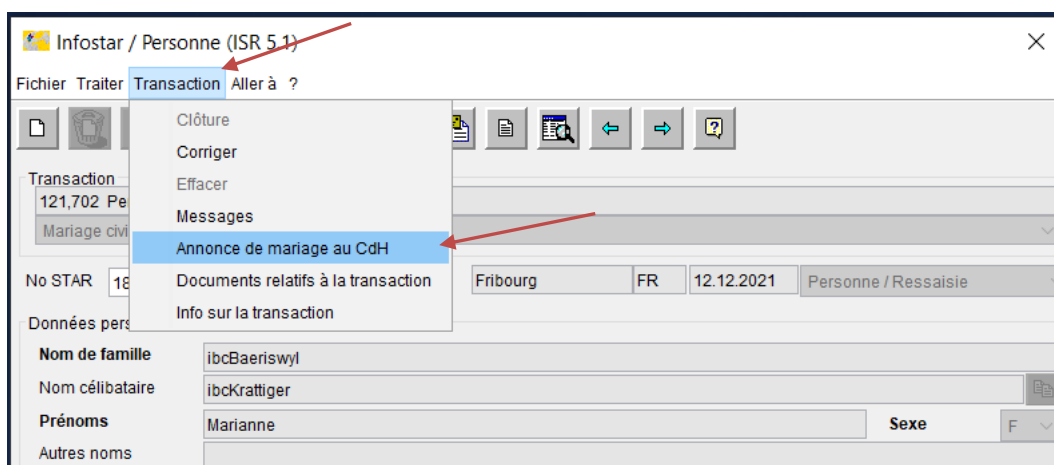 Infostar / Personne (ISR 5.1)
Fichier Traiter Transaction Aller à ?
Clôture
Corriger
Effacer
Messages
Annonce de mariage au CdH
Documents relatifs à la transaction
Info sur la transaction
Transaction
121,702 Pe
Mariage civi
No STAR 18 Fribourg FR 12.12.2021 Personne / Ressaisie
Données pers
Nom de famille ibcBaeriswyl
Nom célibataire ibcKrattiger
Prénoms Marianne Sexe F
Autres noms